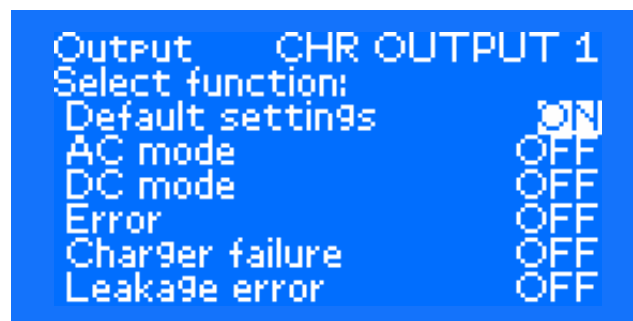 Output CHR OUTPUT 1
Select function:
Default settings ON
AC mode OFF
DC mode OFF
Error OFF
Charger failure OFF
Leakage error OFF